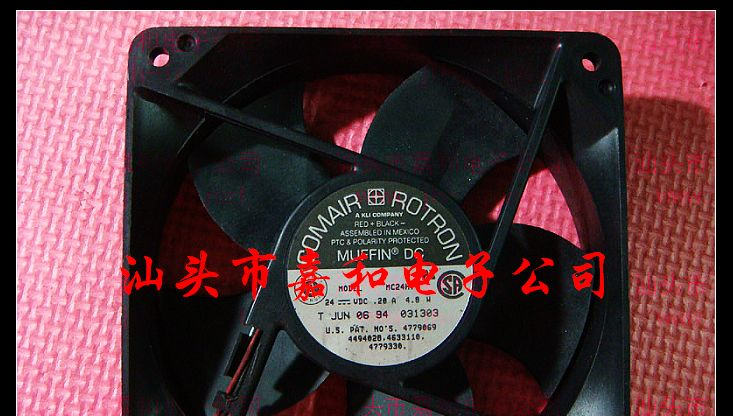 COMAIR ROTRON
A KLI COMPANY
RED + BLACK -
ASSEMBLED IN MEXICO
PTC & POLARITY PROTECTED
MUFFIN® D
汕头市嘉和电子公司
MODEL
24 VDC .20 A 4.8 W
T JUN 06 94 031303
U.S. PAT. NO'S. 4779069
4494028.4633110.
4779330.